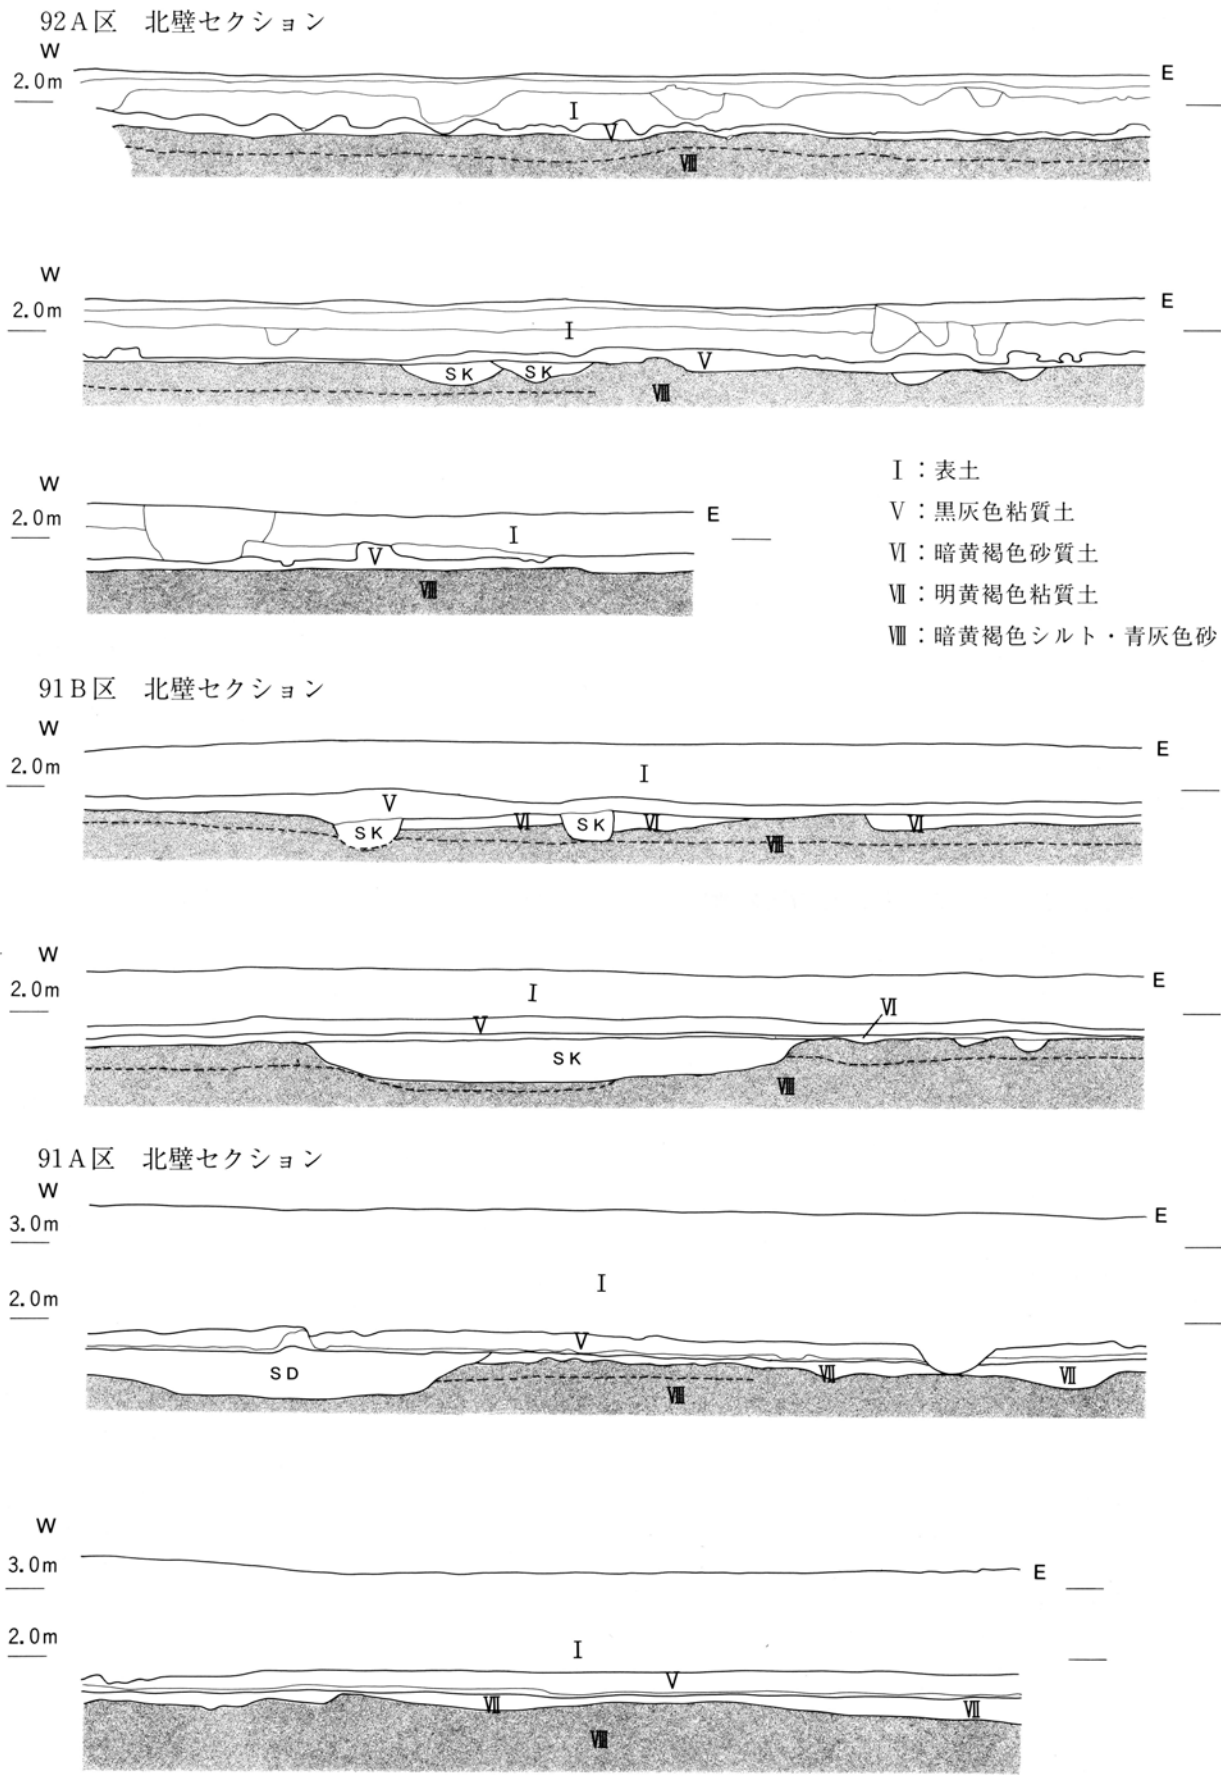 92A区 北壁セクション
W
2.0m
E
Ⅰ
Ⅴ
Ⅷ
W
2.0m
E
Ⅰ
Ⅴ
SK SK
Ⅷ
W
2.0m
E
Ⅰ
Ⅴ
Ⅷ
Ⅰ：表土
Ⅴ：黒灰色粘質土
Ⅵ：暗黄褐色砂質土
Ⅶ：明黄褐色粘質土
Ⅷ：暗黄褐色シルト・青灰色砂
91B区 北壁セクション
W
2.0m
E
Ⅰ
Ⅴ
SK Ⅵ SK Ⅵ Ⅵ
Ⅷ
W
2.0m
E
Ⅰ
Ⅵ
Ⅴ
SK
Ⅷ
91A区 北壁セクション
W
3.0m
E
Ⅰ
2.0m
Ⅴ
SD Ⅶ Ⅶ
Ⅷ
W
3.0m
E
2.0m
Ⅰ
Ⅴ
Ⅶ Ⅶ
Ⅷ